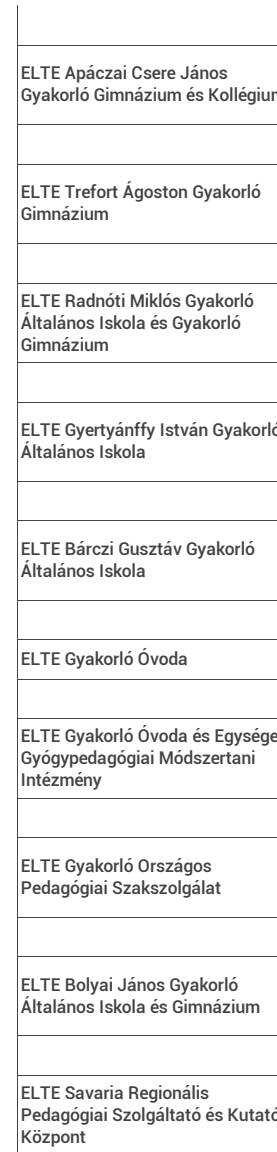 ELTE Apáczai Csere János
Gyakorló Gimnázium és Kollégium
ELTE Trefort Ágoston Gyakorló
Gimnázium
ELTE Radnóti Miklós Gyakorló
Általános Iskola és Gyakorló
Gimnázium
ELTE Gyertyánffy István Gyakorló
Általános Iskola
ELTE Bárczi Gusztáv Gyakorló
Általános Iskola
ELTE Gyakorló Óvoda
ELTE Gyakorló Óvoda és Egysége
Gyógypedagógiai Módszertani
Intézmény
ELTE Gyakorló Országos
Pedagógiai Szakszolgálat
ELTE Bolyai János Gyakorló
Általános Iskola és Gimnázium
ELTE Savaria Regionális
Pedagógiai Szolgáltató és Kutató
Központ